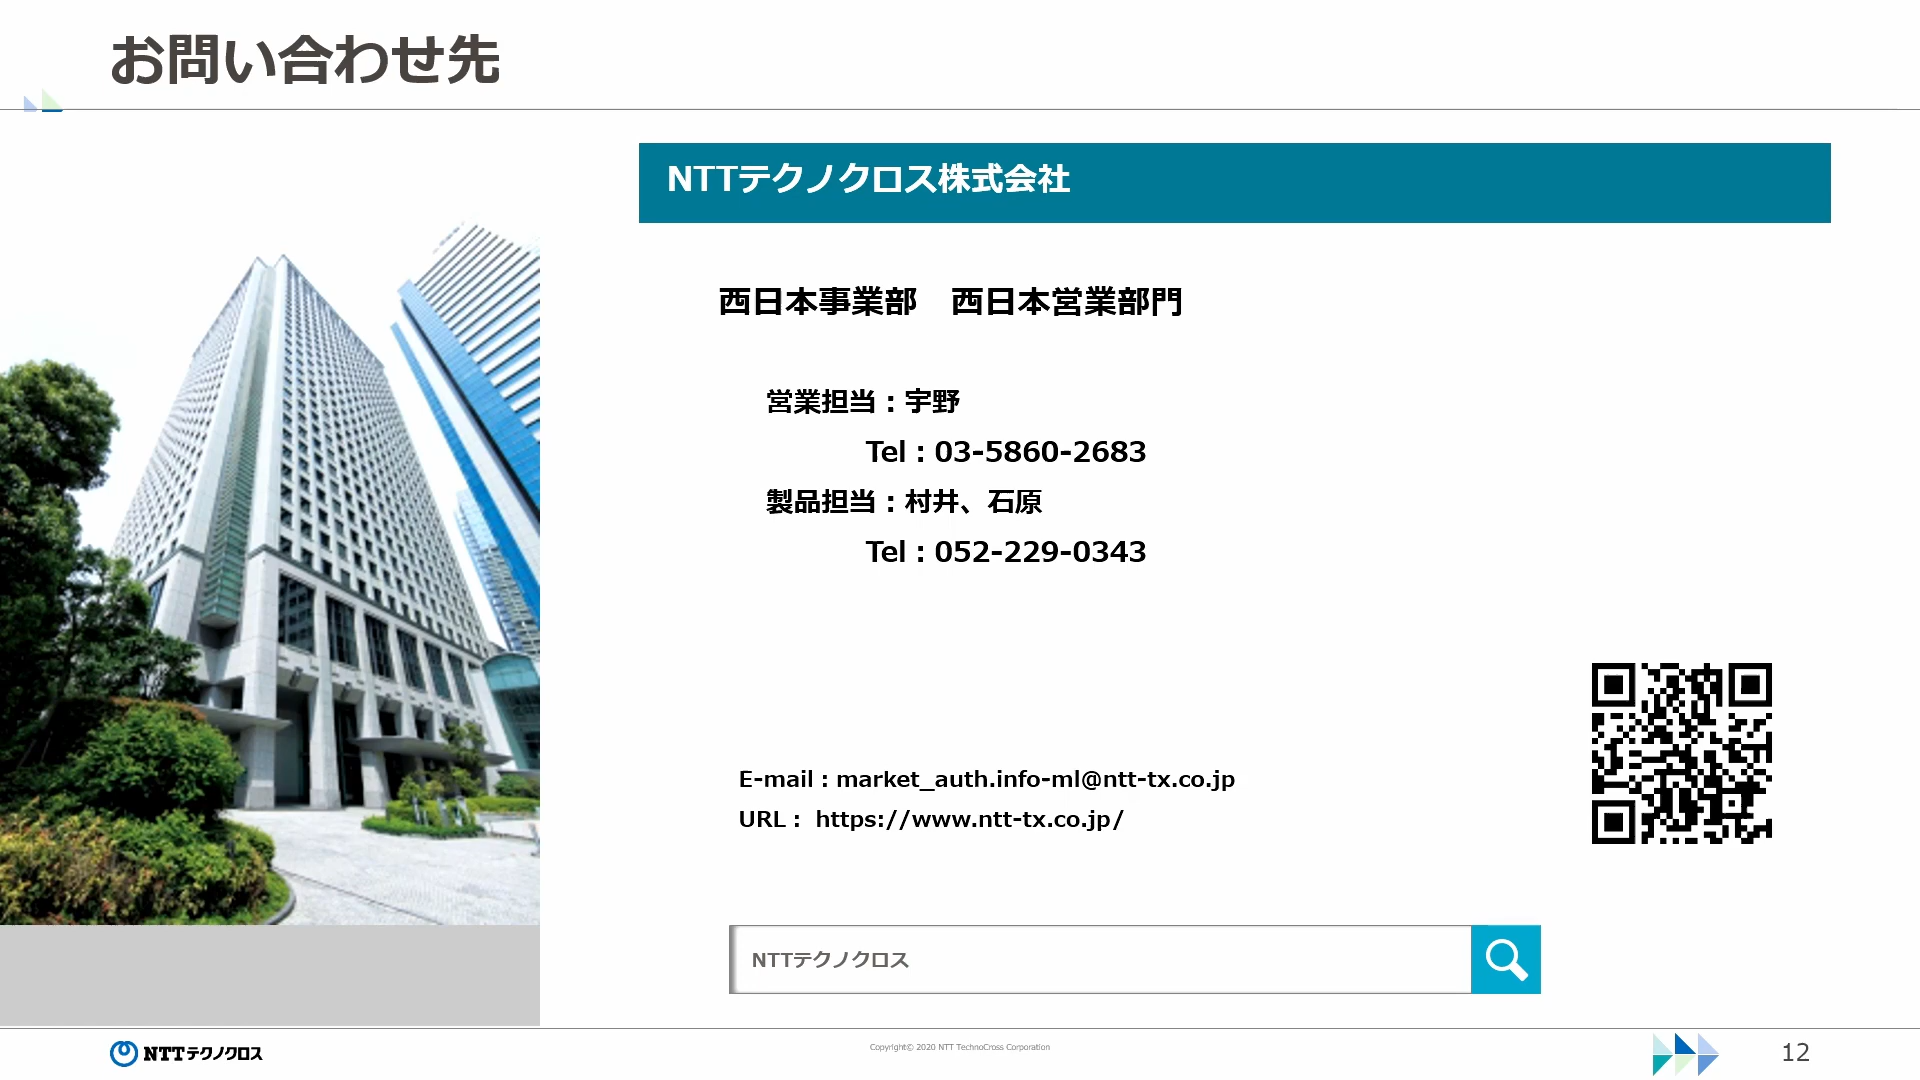 お問い合わせ先
NTTテクノクロス株式会社
西日本事業部　西日本営業部門
営業担当：宇野
Tel：03-5860-2683
製品担当：村井、石原
Tel：052-229-0343
E-mail：market_auth.info-ml@ntt-tx.co.jp
URL： https://www.ntt-tx.co.jp/
NTTテクノクロス
NTTテクノクロス
Copyright© 2020 NTT TechnoCross Corporation
12